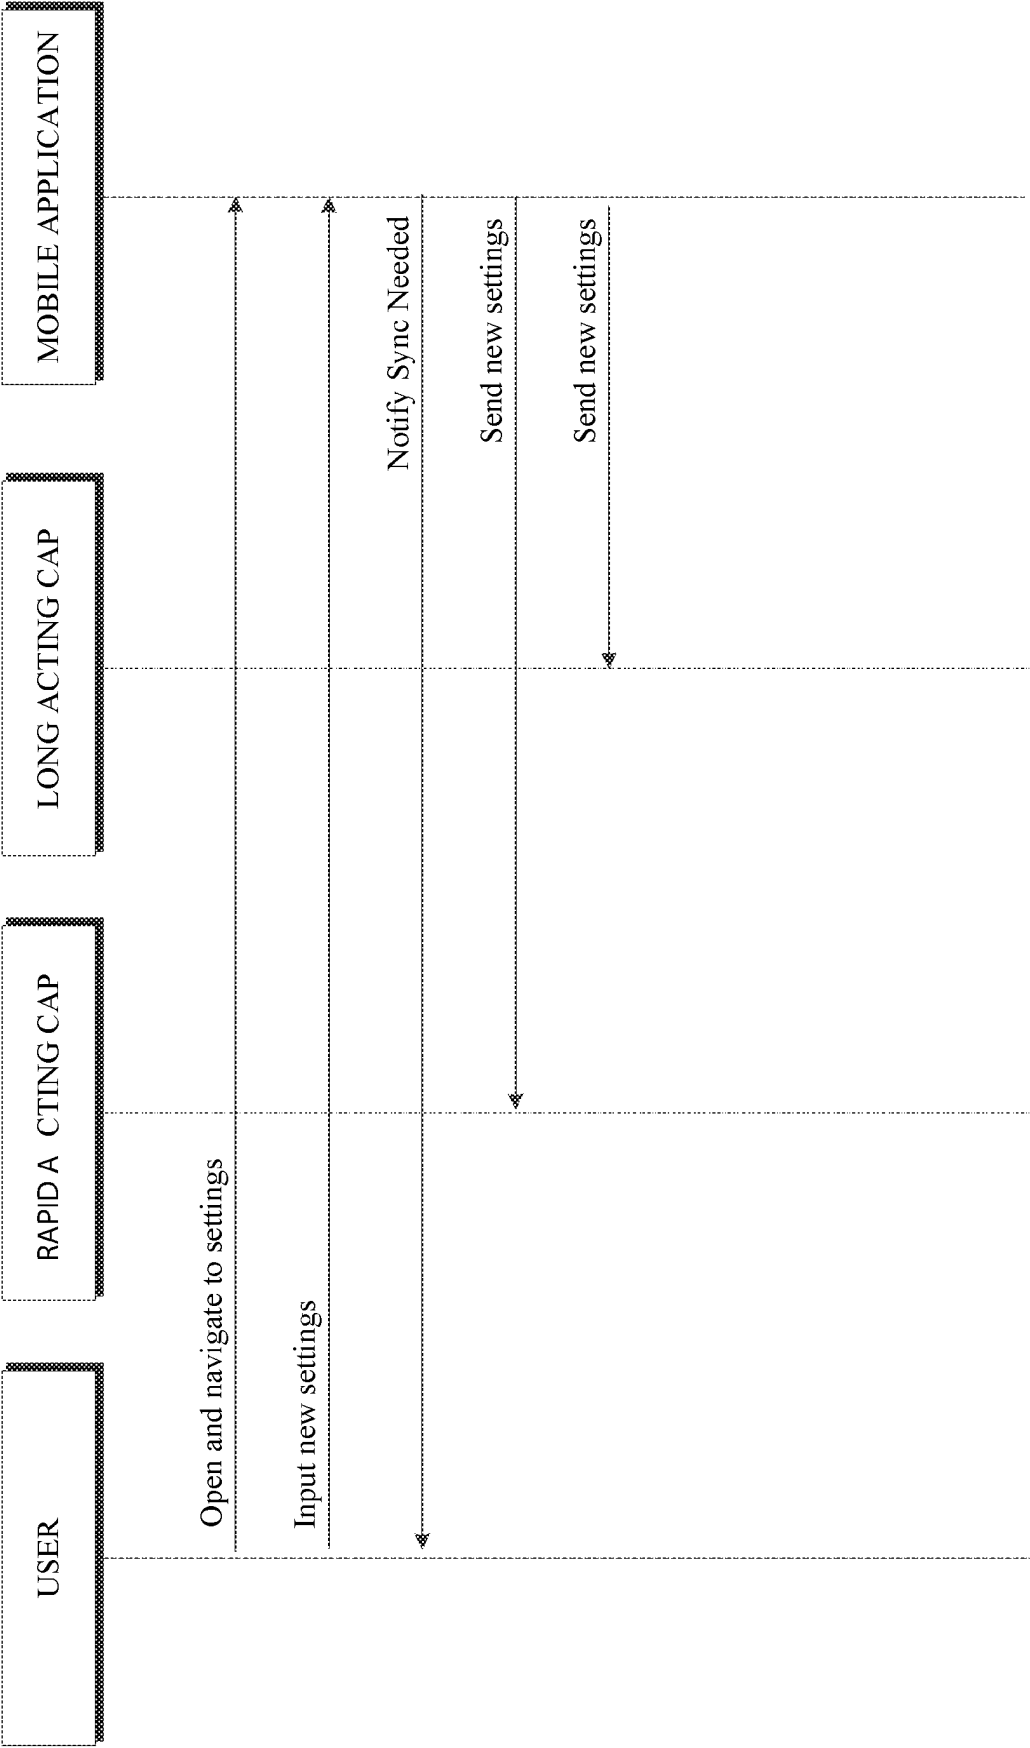 USER
RAPID A CTING CAP
LONG ACTING CAP
MOBILE APPLICATION
Open and navigate to settings
Input new settings
Notify Sync Needed
Send new settings
Send new settings